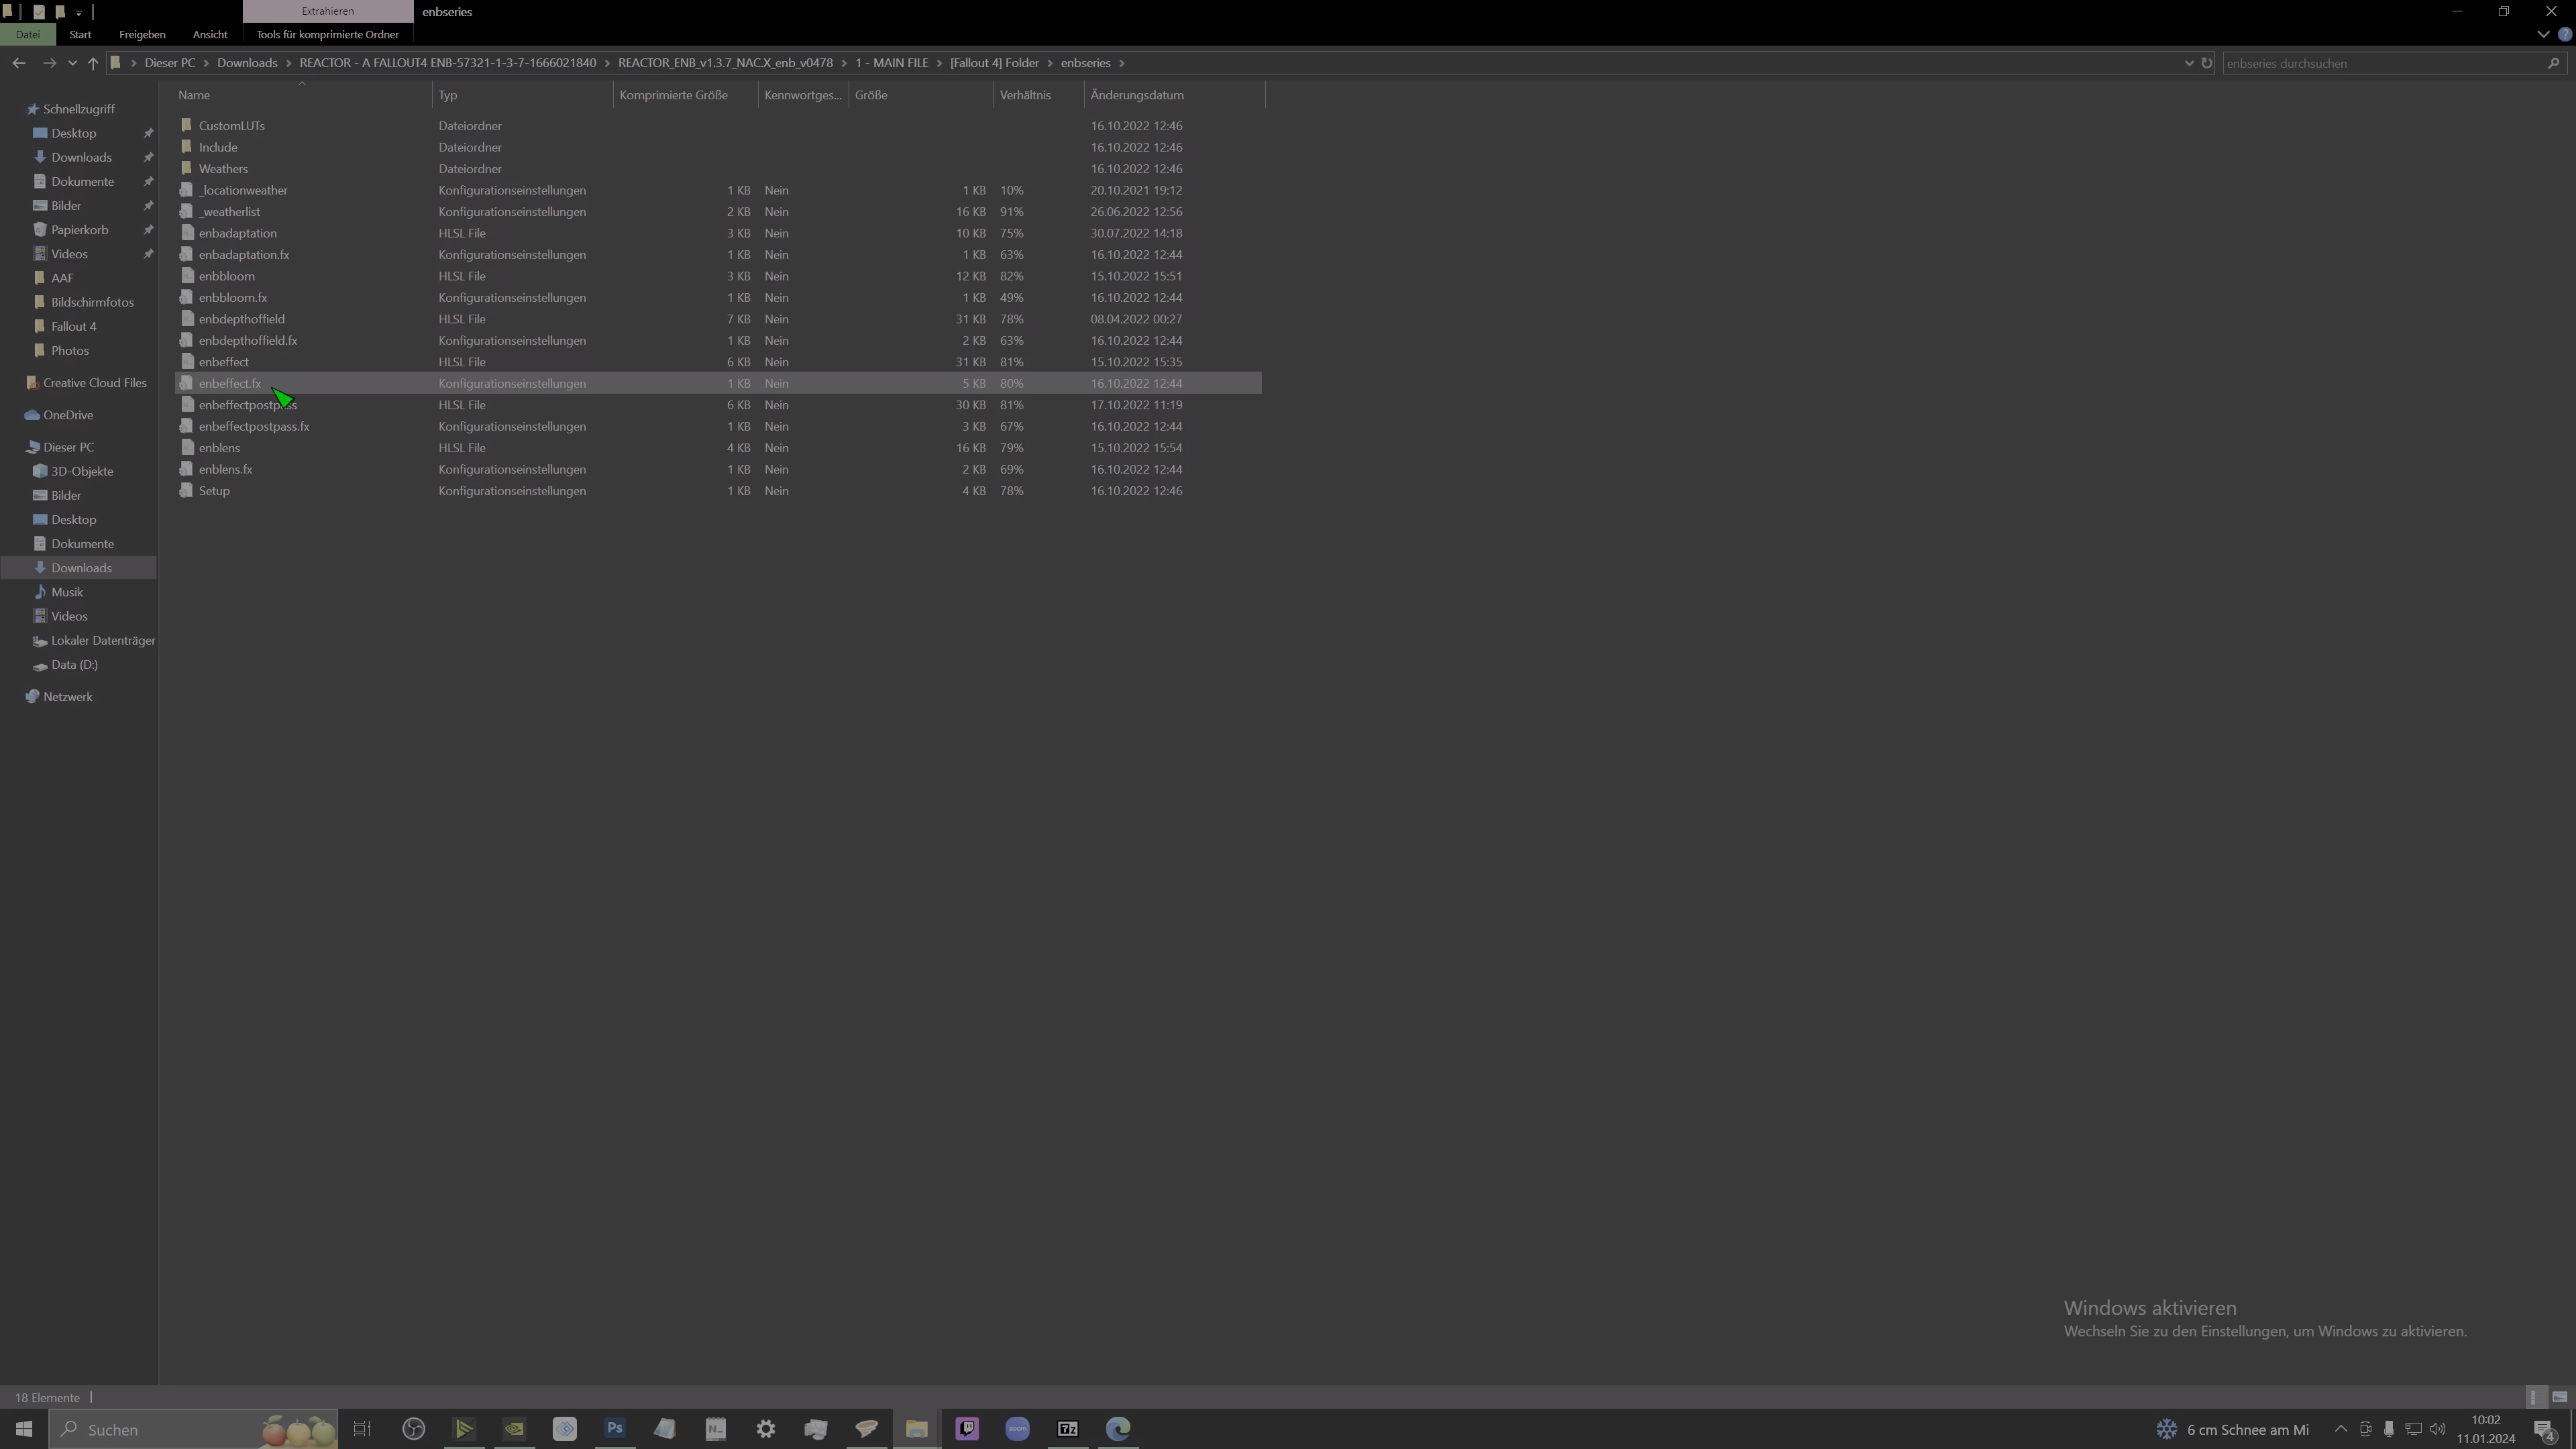 Extrahieren
enbseries
Datei
Start
Freigeben
Ansicht
Tools für komprimierte Ordner
Dieser PC > Downloads > REACTOR - A FALLOUT4 ENB-57321-1-3-7-1666021840 > REACTOR_ENB_v1.3.7_NAC.X_enb_v0478 > 1 - MAIN FILE > [Fallout 4] Folder > enbseries >
enbseries durchsuchen
Name Typ Komprimierte Größe Kennwortges... Größe Verhältnis Änderungsdatum
CustomLUTs Dateiordner 16.10.2022 12:46
Include Dateiordner 16.10.2022 12:46
Weathers Dateiordner 16.10.2022 12:46
_locationweather Konfigurationseinstellungen 1 KB Nein 1 KB 10% 20.10.2021 19:12
_weatherlist Konfigurationseinstellungen 2 KB Nein 16 KB 91% 26.06.2022 12:56
enbadaptation HLSL File 3 KB Nein 10 KB 75% 30.07.2022 14:18
enbadaptation.fx Konfigurationseinstellungen 1 KB Nein 1 KB 63% 16.10.2022 12:44
enbbloom HLSL File 3 KB Nein 12 KB 82% 15.10.2022 15:51
enbbloom.fx Konfigurationseinstellungen 1 KB Nein 1 KB 49% 16.10.2022 12:44
enbdepthoffield HLSL File 7 KB Nein 31 KB 78% 08.04.2022 00:27
enbdepthoffield.fx Konfigurationseinstellungen 1 KB Nein 2 KB 63% 16.10.2022 12:44
enbeffect HLSL File 6 KB Nein 31 KB 81% 15.10.2022 15:35
enbeffect.fx Konfigurationseinstellungen 1 KB Nein 5 KB 80% 16.10.2022 12:44
enbeffectpostpass HLSL File 6 KB Nein 30 KB 81% 17.10.2022 11:19
enbeffectpostpass.fx Konfigurationseinstellungen 1 KB Nein 3 KB 67% 16.10.2022 12:44
enblens HLSL File 4 KB Nein 16 KB 79% 15.10.2022 15:54
enblens.fx Konfigurationseinstellungen 1 KB Nein 2 KB 69% 16.10.2022 12:44
Setup Konfigurationseinstellungen 1 KB Nein 4 KB 78% 16.10.2022 12:46
Schnellzugriff
Desktop
Downloads
Dokumente
Bilder
Papierkorb
Videos
AAF
Bildschirmfotos
Fallout 4
Photos
Creative Cloud Files
OneDrive
Dieser PC
3D-Objekte
Bilder
Desktop
Dokumente
Downloads
Musik
Videos
Lokaler Datenträger
Data (D:)
Netzwerk
Windows aktivieren
Wechseln Sie zu den Einstellungen, um Windows zu aktivieren.
18 Elemente
Suchen
Ps
N
zoom
7z
6 cm Schnee am Mi
10:02
11.01.2024
4